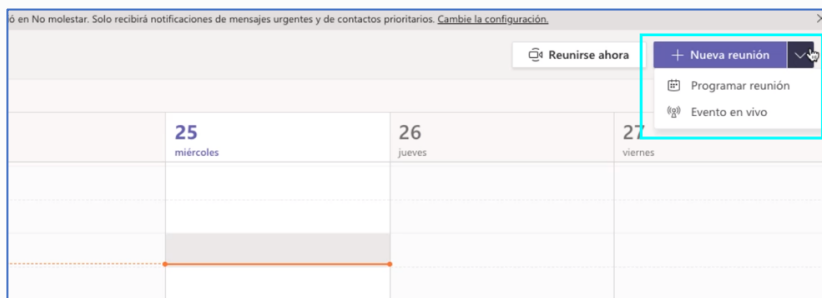 ó en No molestar. Solo recibirá notificaciones de mensajes urgentes y de contactos prioritarios. Cambie la configuración.
Reunirse ahora
+ Nueva reunión
Programar reunión
Evento en vivo
25
miércoles
26
jueves
27
viernes